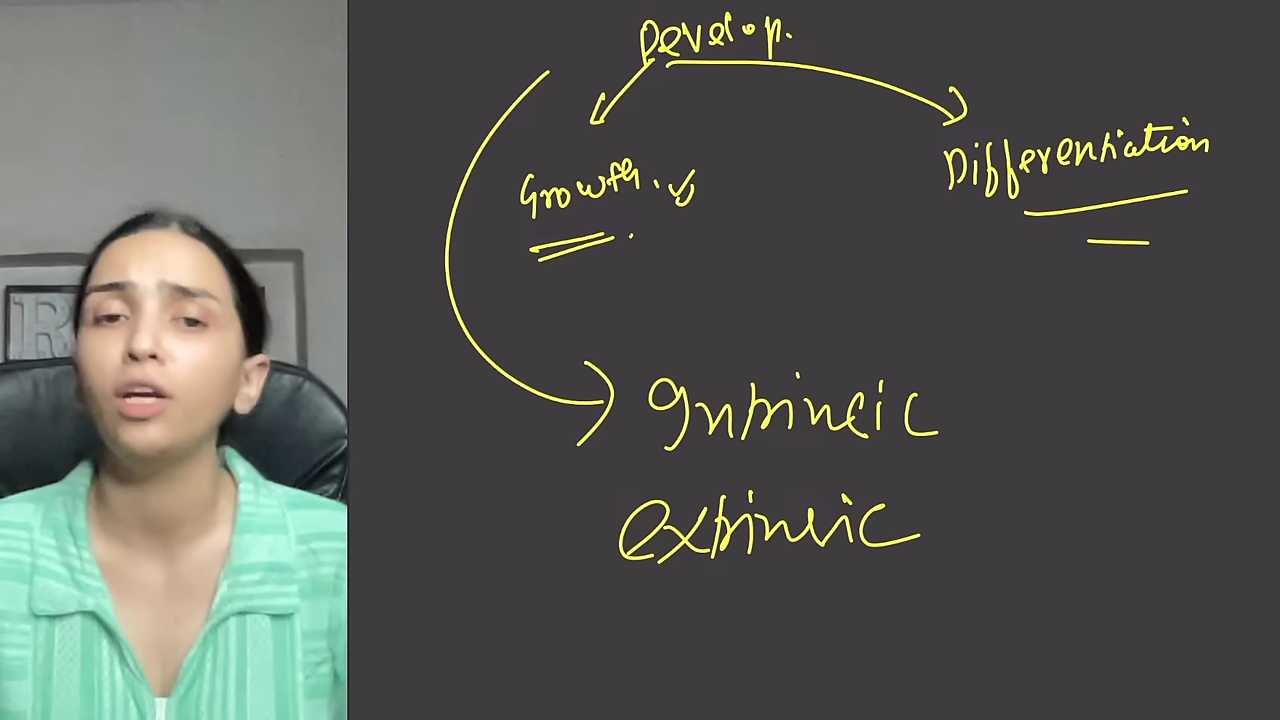 Develop.
Growth.
Differentiation
Intrinsic
extrinsic
R